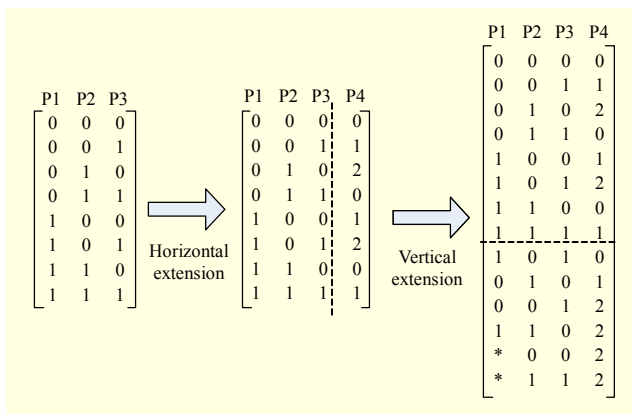 P1 P2 P3
0 0 0
0 0 1
0 1 0
0 1 1
1 0 0
1 0 1
1 1 0
1 1 1
Horizontal
extension
P1 P2 P3 P4
0 0 0 0
0 0 1 1
0 1 0 2
0 1 1 0
1 0 0 1
1 0 1 2
1 1 0 0
1 1 1 1
Vertical
extension
P1 P2 P3 P4
0 0 0 0
0 0 1 1
0 1 0 2
0 1 1 0
1 0 0 1
1 0 1 2
1 1 0 0
1 1 1 1
1 0 1 0
0 1 0 1
0 0 1 2
1 1 0 2
* 0 0 2
* 1 1 2